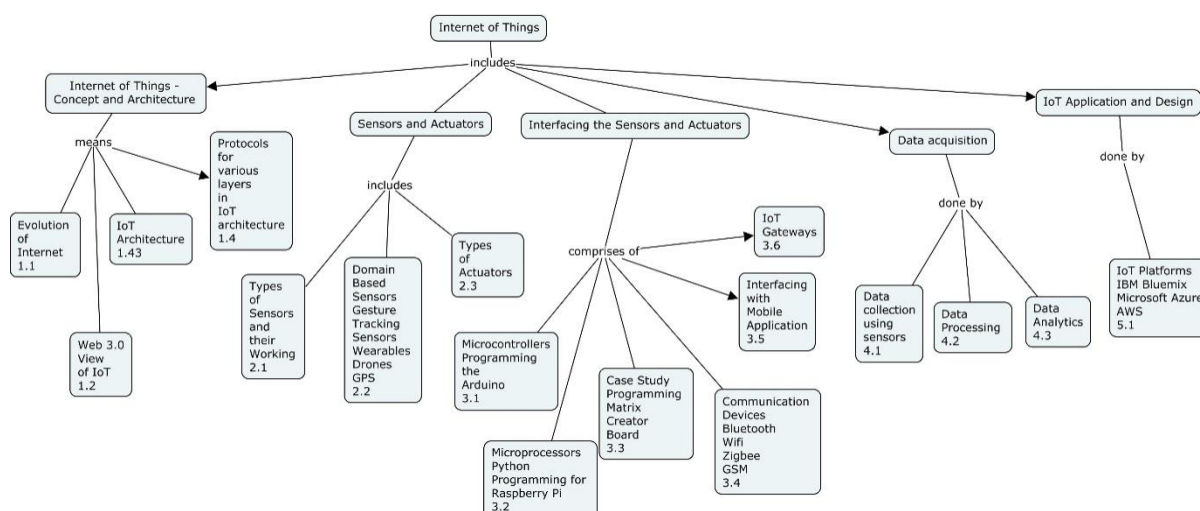 Internet of Things
includes
Internet of Things -
Concept and Architecture
means
Evolution
of
Internet
1.1
Web 3.0
View
of IoT
1.2
IoT
Architecture
1.43
Protocols
for
various
layers
in
IoT
architecture
1.4
Sensors and Actuators
includes
Types
of
Sensors
and
their
Working
2.1
Domain
Based
Sensors
Gesture
Tracking
Sensors
Wearables
Drones
GPS
2.2
Types
of
Actuators
2.3
Interfacing the Sensors and Actuators
comprises of
Microcontrollers
Programming
the
Arduino
3.1
Microprocessors
Python
Programming for
Raspberry Pi
3.2
Case Study
Programming
Matrix
Creator
Board
3.3
Communication
Devices
Bluetooth
Wifi
Zigbee
GSM
3.4
Interfacing
with
Mobile
Application
3.5
IoT
Gateways
3.6
Data acquisition
done by
Data
collection
using
sensors
4.1
Data
Processing
4.2
Data
Analytics
4.3
IoT Application and Design
done by
IoT Platforms
IBM Bluemix
Microsoft Azure
AWS
5.1